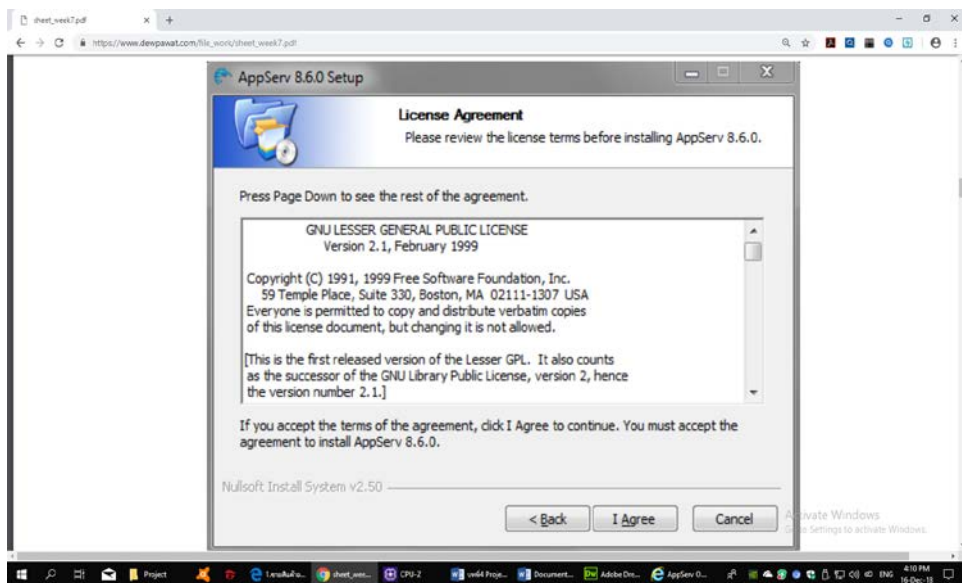 sheet_week7.pdf
https://www.dewpawat.com/file_work/sheet_week7.pdf
AppServ 8.6.0 Setup
License Agreement
Please review the license terms before installing AppServ 8.6.0.
Press Page Down to see the rest of the agreement.
GNU LESSER GENERAL PUBLIC LICENSE
Version 2.1, February 1999
Copyright (C) 1991, 1999 Free Software Foundation, Inc.
59 Temple Place, Suite 330, Boston, MA 02111-1307 USA
Everyone is permitted to copy and distribute verbatim copies
of this license document, but changing it is not allowed.
[This is the first released version of the Lesser GPL. It also counts
as the successor of the GNU Library Public License, version 2, hence
the version number 2.1.]
If you accept the terms of the agreement, click I Agree to continue. You must accept the
agreement to install AppServ 8.6.0.
Nullsoft Install System v2.50
< Back I Agree Cancel
Activate Windows
Go to Settings to activate Windows.
Project sheet_wee... CPU-Z vv64 Proje... Document... Adobe Dre... AppServ O... ENG 4:10 PM
16-Dec-18